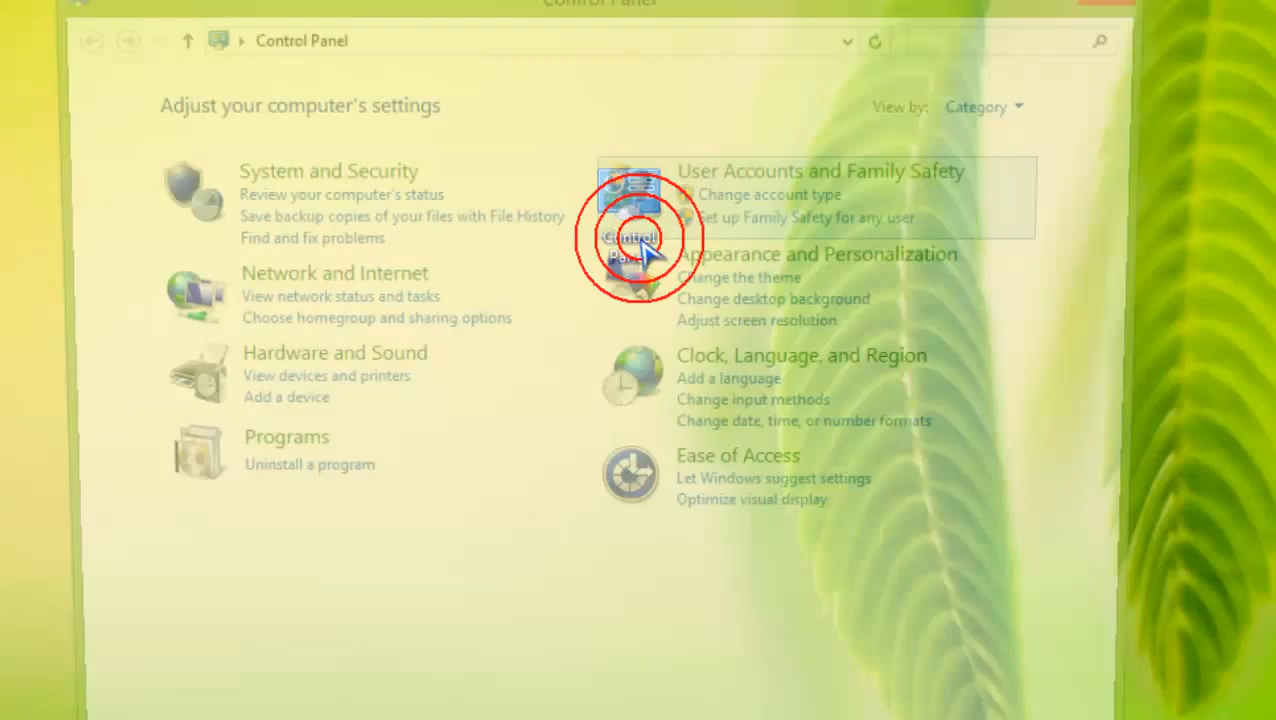 Control Panel
Control Panel
Adjust your computer's settings
View by: Category
System and Security
Review your computer's status
Save backup copies of your files with File History
Find and fix problems
Network and Internet
View network status and tasks
Choose homegroup and sharing options
Hardware and Sound
View devices and printers
Add a device
Programs
Uninstall a program
User Accounts and Family Safety
Change account type
Set up Family Safety for any user
Control
Panel
Appearance and Personalization
Change the theme
Change desktop background
Adjust screen resolution
Clock, Language, and Region
Add a language
Change input methods
Change date, time, or number formats
Ease of Access
Let Windows suggest settings
Optimize visual display